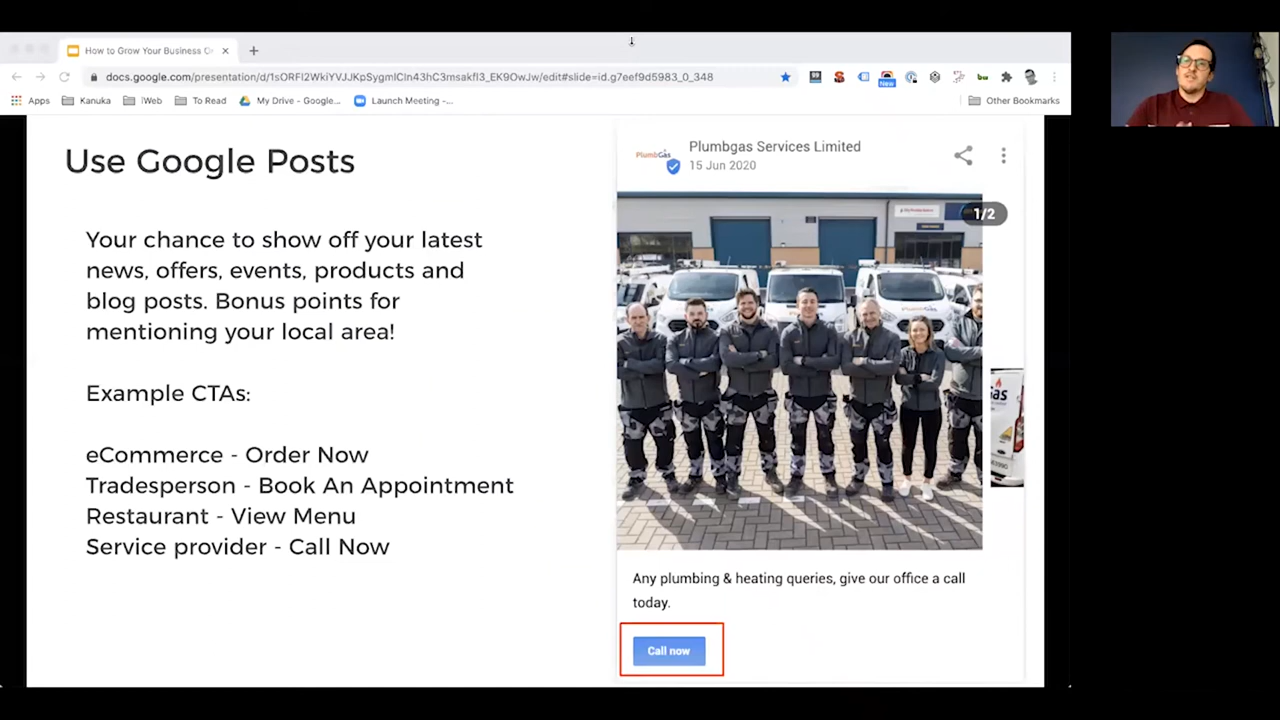 How to Grow Your Business O
docs.google.com/presentation/d/1sORFl2WkiYVJJKpSygmlCln43hC3msakfl3_EK9OwJw/edit#slide=id.g7eef9d5983_0_348
New
Apps
Kanuka
iWeb
To Read
My Drive - Google...
Launch Meeting -...
Other Bookmarks
Use Google Posts
Your chance to show off your latest
news, offers, events, products and
blog posts. Bonus points for
mentioning your local area!
Example CTAs:
eCommerce - Order Now
Tradesperson - Book An Appointment
Restaurant - View Menu
Service provider - Call Now
PlumbGas
Plumbgas Services Limited
15 Jun 2020
1/2
PlumbGas
Gas
Any plumbing & heating queries, give our office a call
today.
Call now